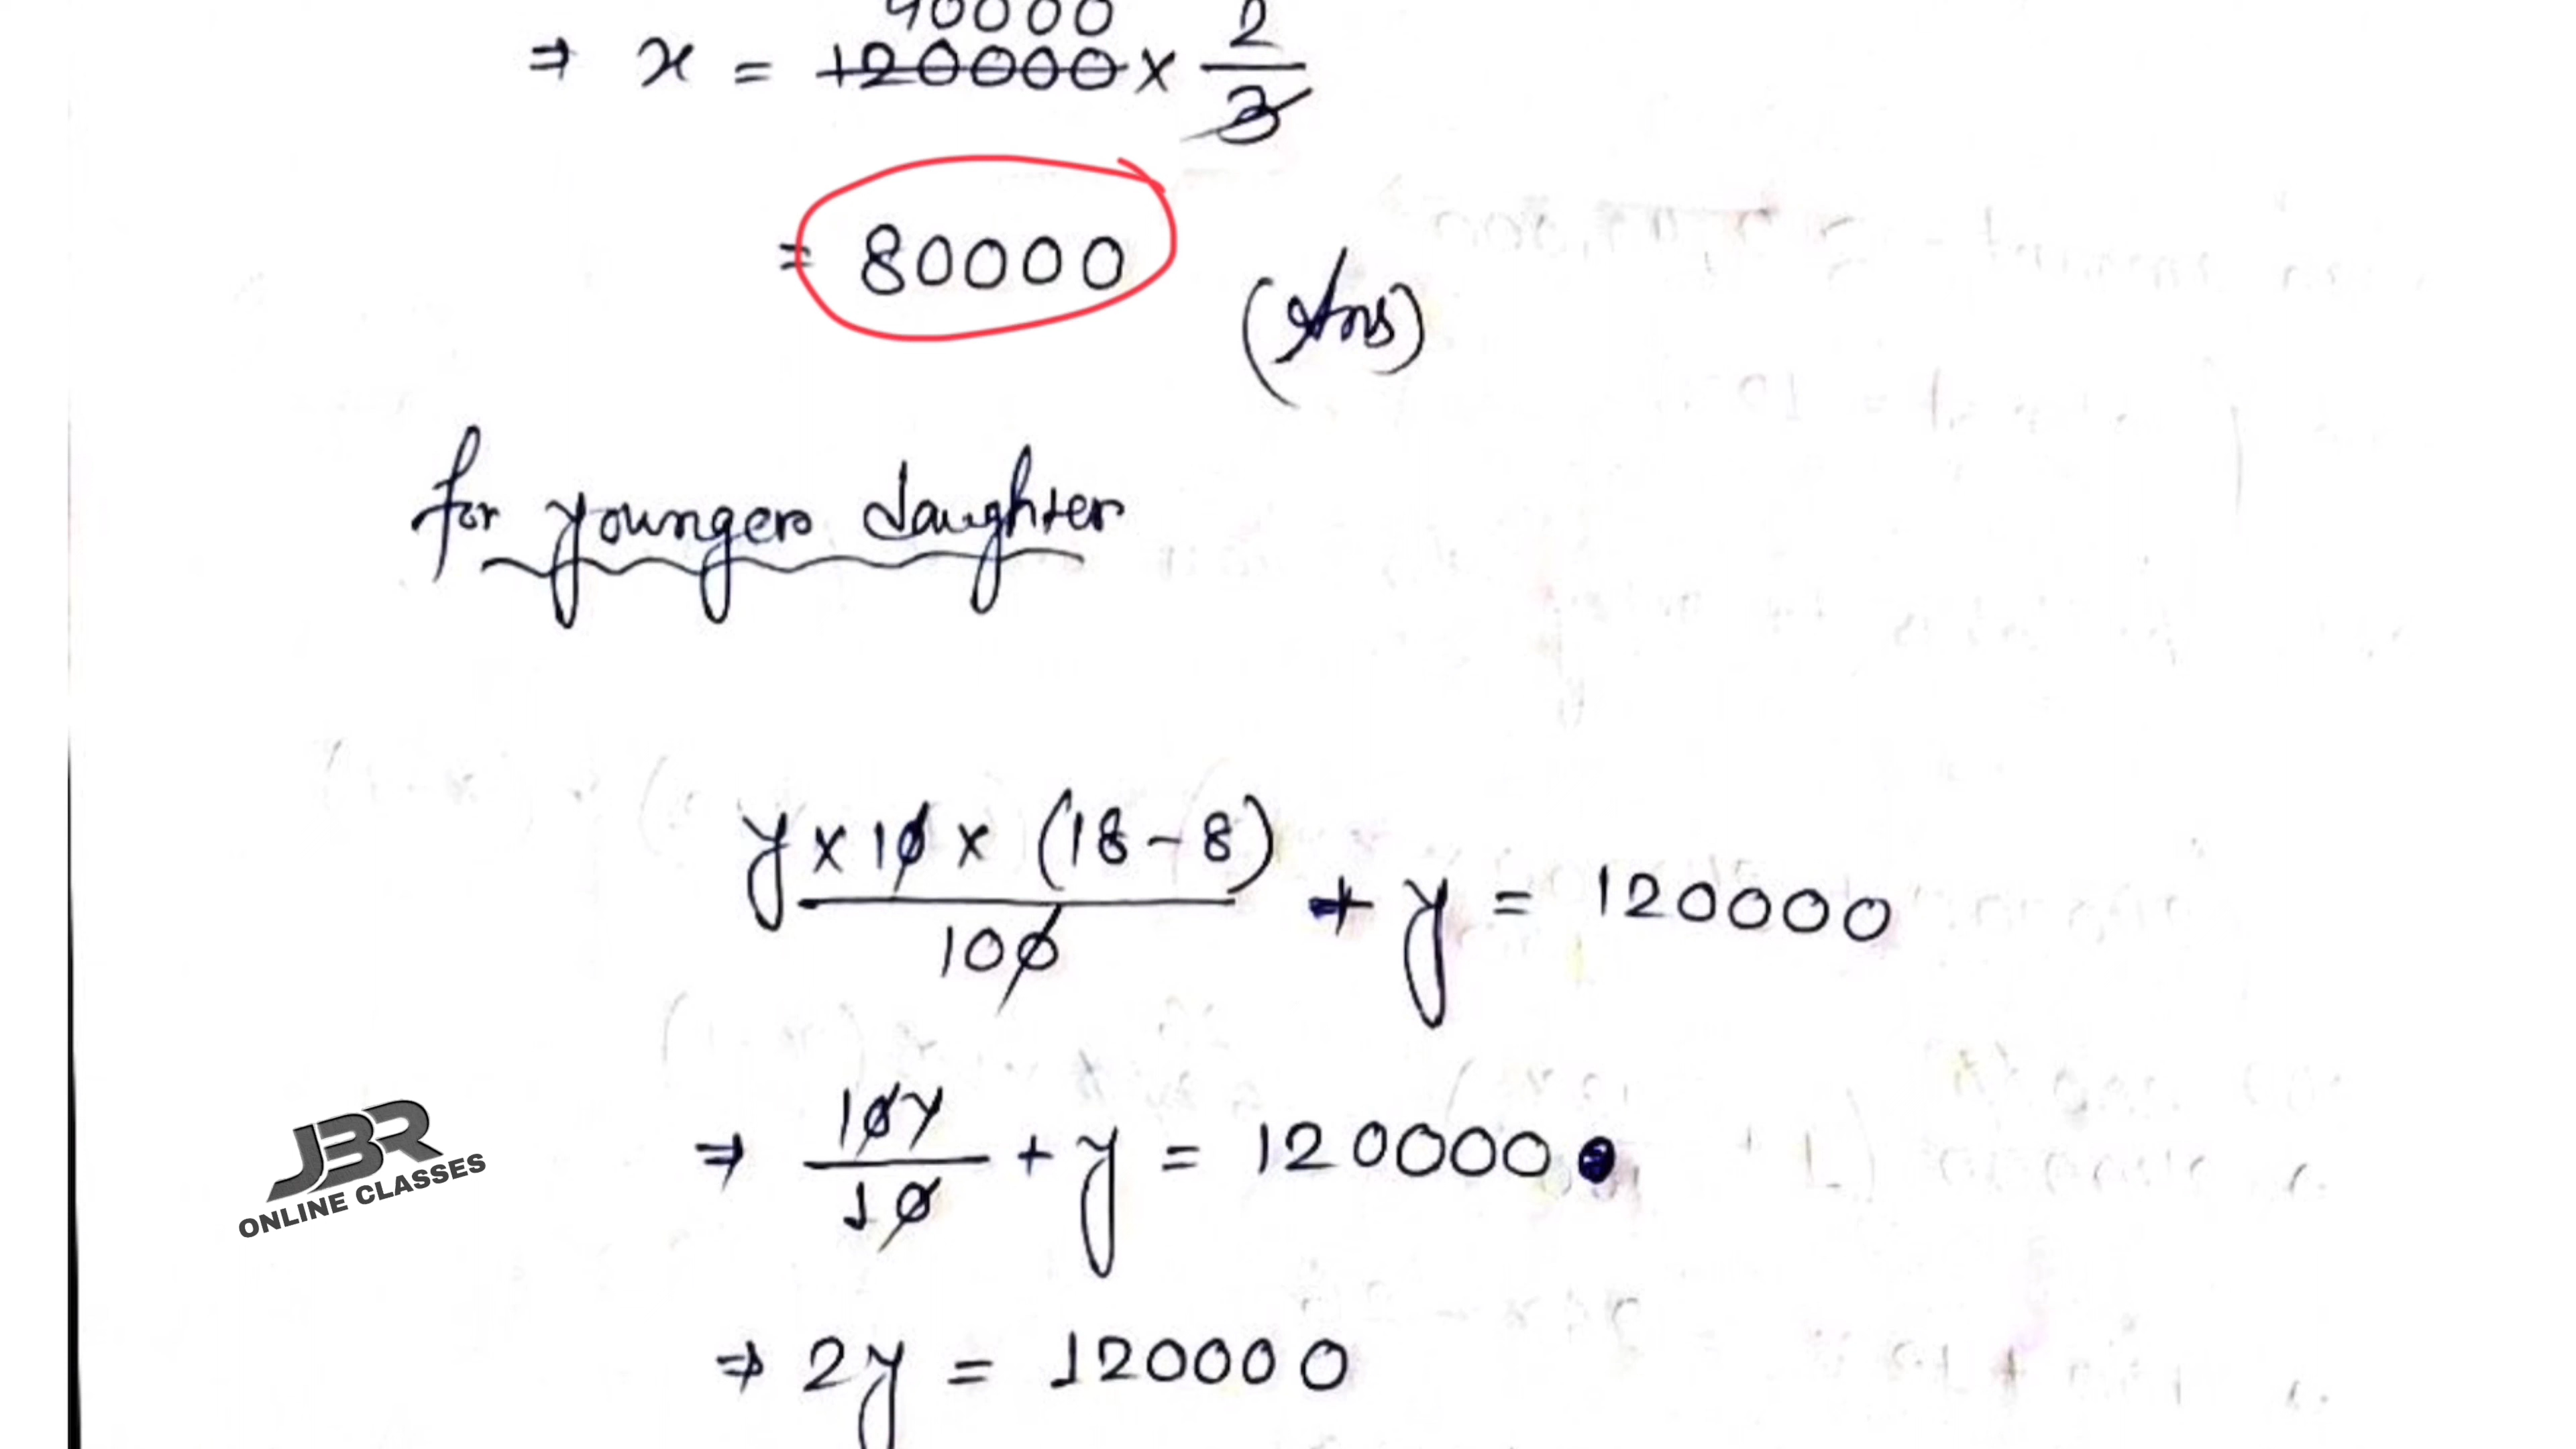 40000
⇒ x = 120000 × 2/3
= 80000
(Ans)
for younger daughter
y × 10 × (18 - 8) / 100 + y = 120000
⇒ 10y / 10 + y = 120000
⇒ 2y = 120000
JBR
ONLINE CLASSES